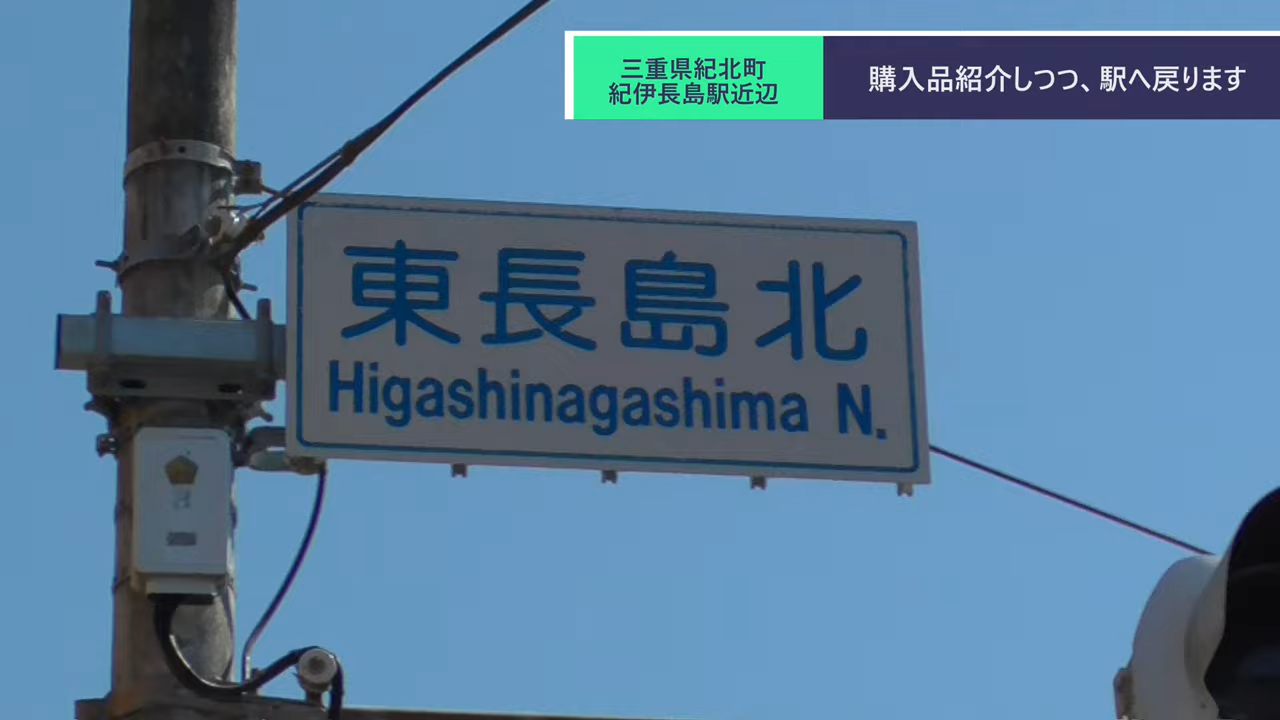 三重県紀北町
紀伊長島駅近辺
購入品紹介しつつ、駅へ戻ります
東長島北
Higashinagashima N.